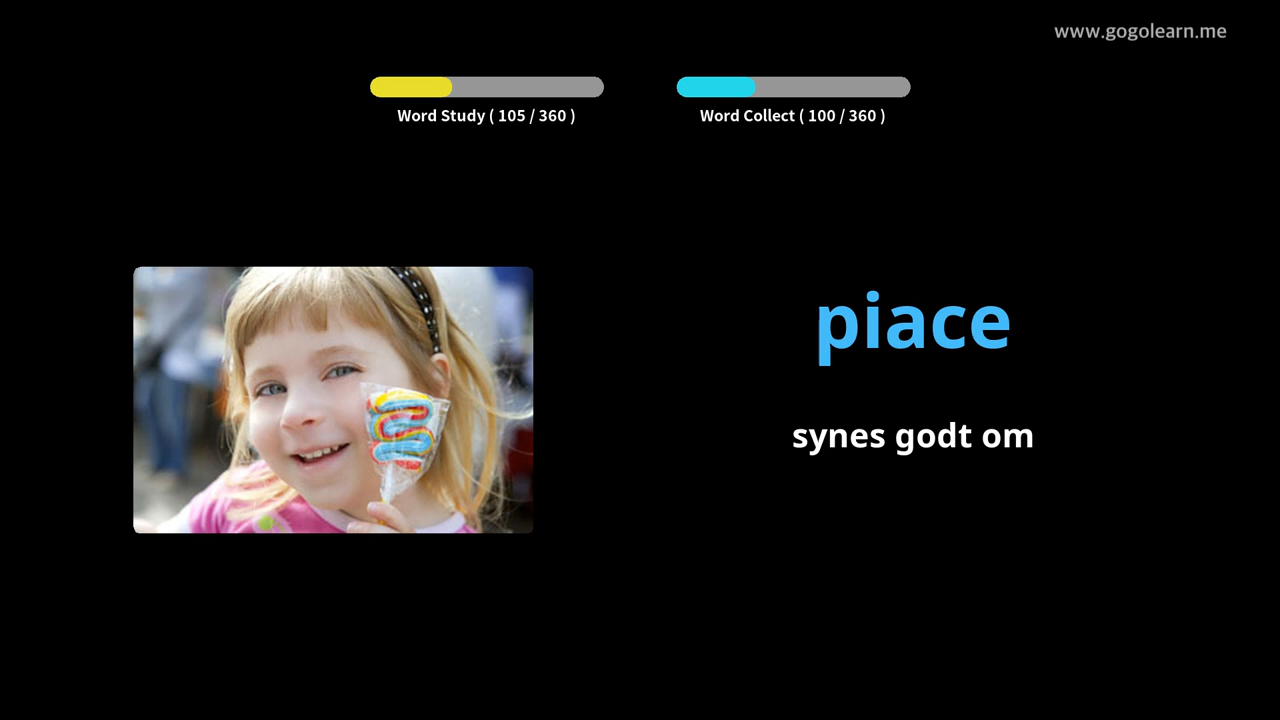 www.gogolearn.me
Word Study ( 105 / 360 )
Word Collect ( 100 / 360 )
piace
synes godt om